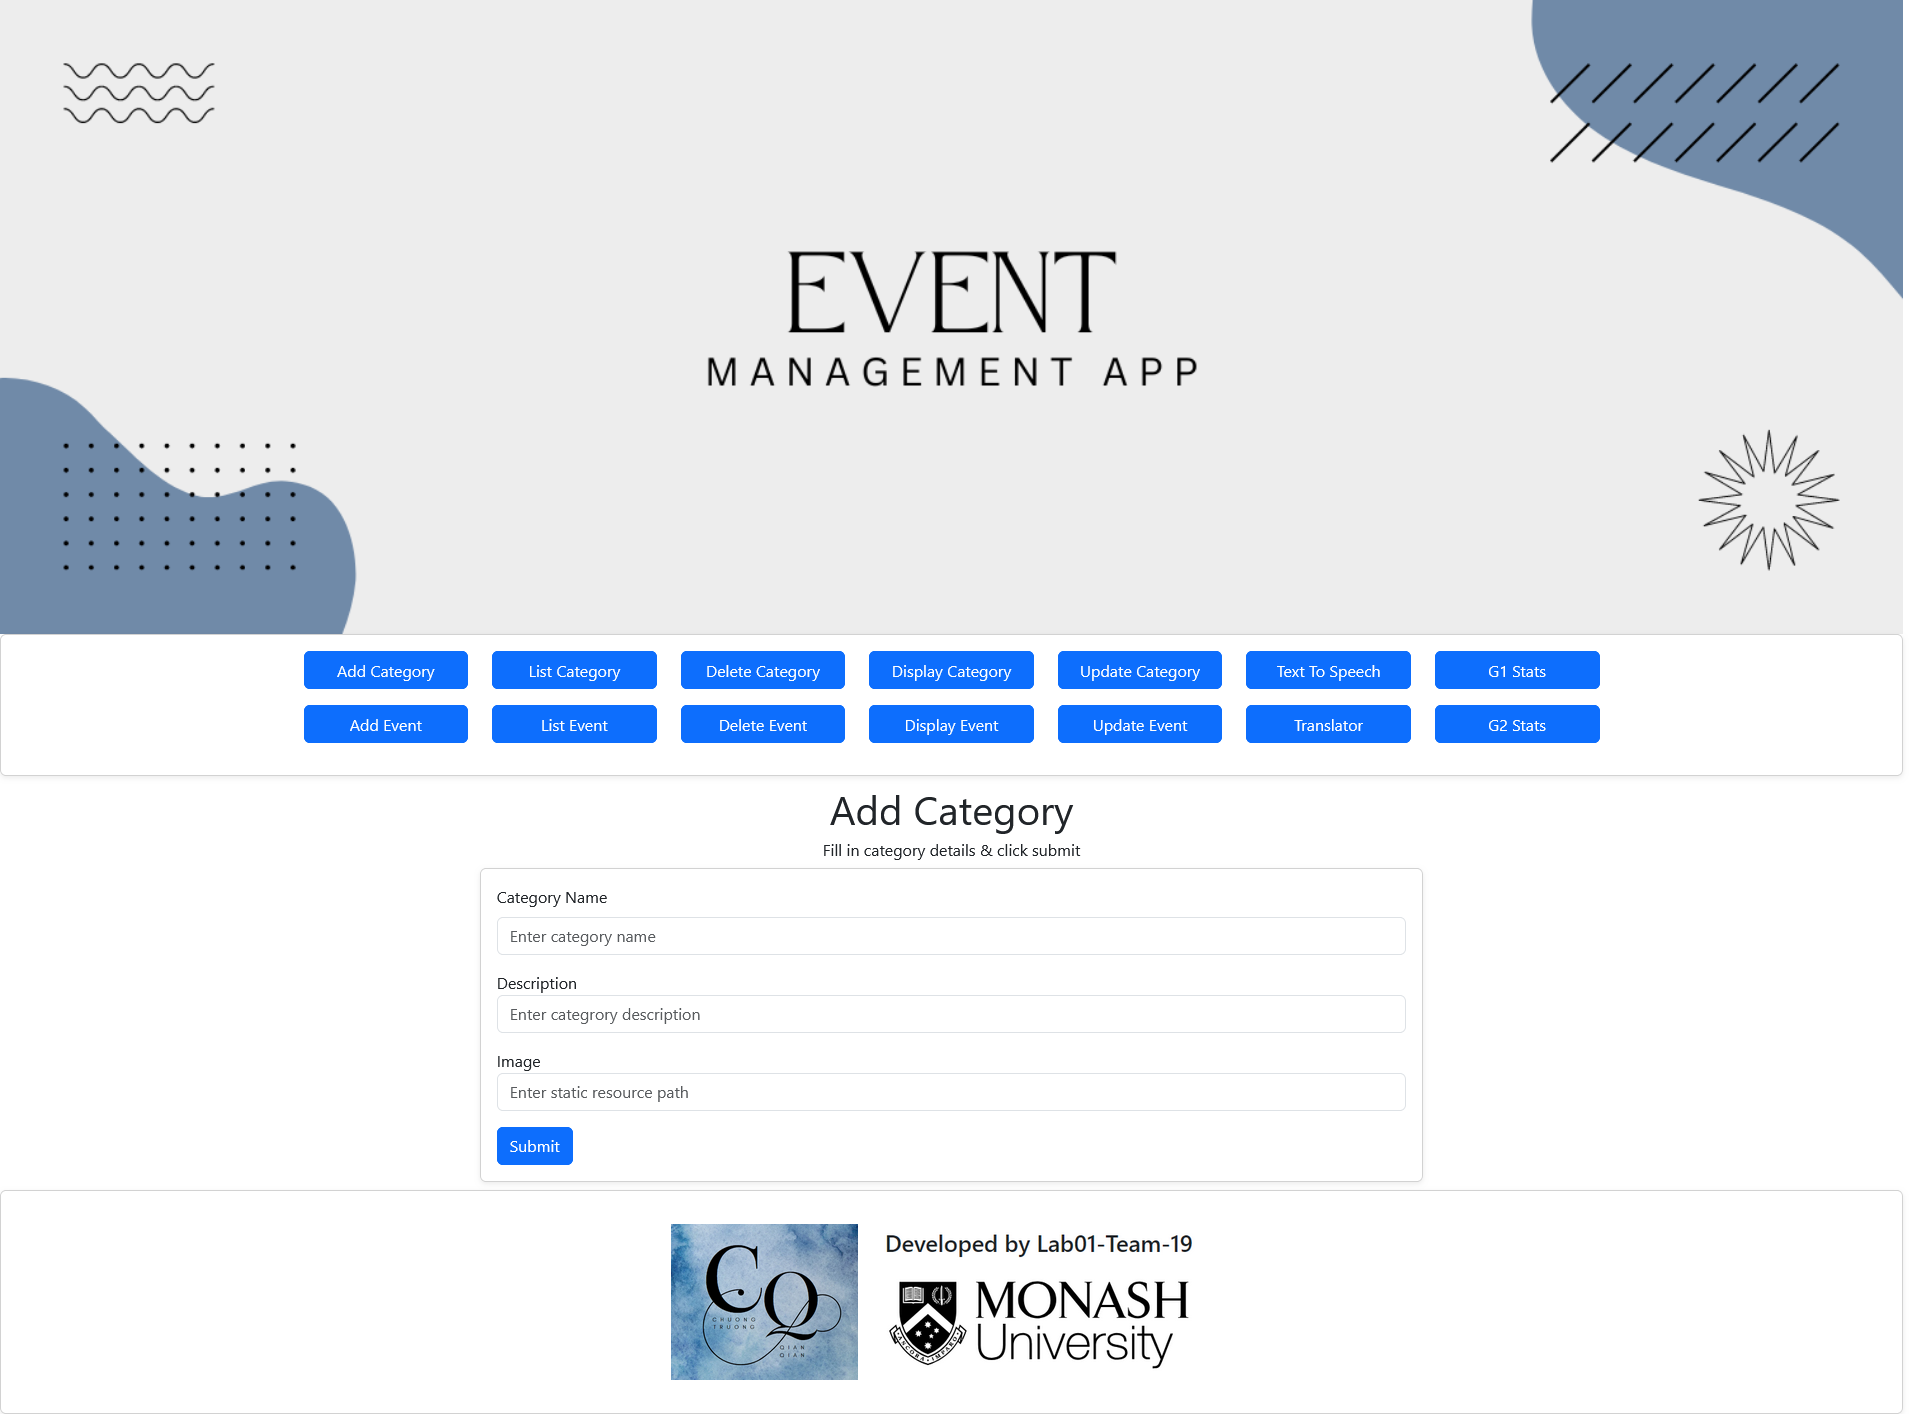 EVENT
MANAGEMENT APP
Add Category
List Category
Delete Category
Display Category
Update Category
Text To Speech
G1 Stats
Add Event
List Event
Delete Event
Display Event
Update Event
Translator
G2 Stats
Add Category
Fill in category details & click submit
Category Name
Enter category name
Description
Enter categrory description
Image
Enter static resource path
Submit
CQ
CHUONG
TRUONG
QIAN
QIAN
Developed by Lab01-Team-19
MONASH
University
ANCORA IMPARO